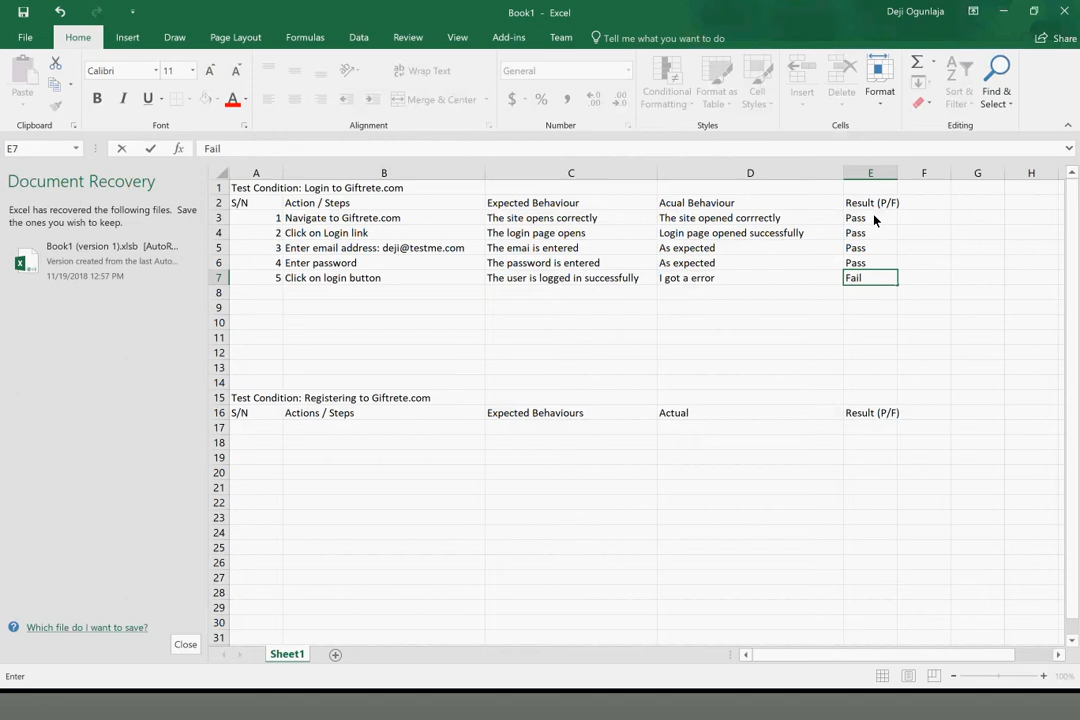 Book1 - Excel
Deji Ogunlaja
File Home Insert Draw Page Layout Formulas Data Review View Add-ins Team Tell me what you want to do Share
Paste
Calibri 11 A A Wrap Text General Conditional Formatting Format as Table Cell Styles Insert Delete Format Sort & Filter Find & Select
B I U A Merge & Center $ % ,
Clipboard Font Alignment Number Styles Cells Editing
E7 fx Fail
Document Recovery
Excel has recovered the following files. Save
the ones you wish to keep.
Book1 (version 1).xlsb [AutoR...
Version created from the last Auto...
11/19/2018 12:57 PM
Which file do I want to save?
Close
A B C D E F G H
1 Test Condition: Login to Giftrete.com
2 S/N Action / Steps Expected Behaviour Acual Behaviour Result (P/F)
3 1 Navigate to Giftrete.com The site opens correctly The site opened corrrectly Pass
4 2 Click on Login link The login page opens Login page opened successfully Pass
5 3 Enter email address: deji@testme.com The emai is entered As expected Pass
6 4 Enter password The password is entered As expected Pass
7 5 Click on login button The user is logged in successfully I got a error Fail
8
9
10
11
12
13
14
15 Test Condition: Registering to Giftrete.com
16 S/N Actions / Steps Expected Behaviours Actual Result (P/F)
17
18
19
20
21
22
23
24
25
26
27
28
29
30
31
Sheet1
Enter
100%